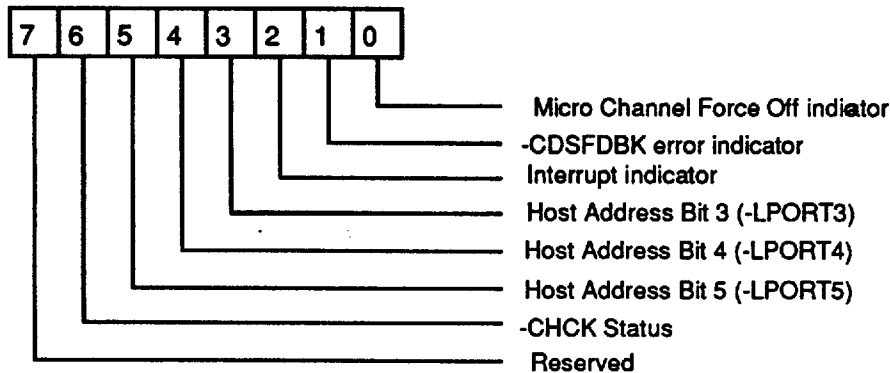 7 6 5 4 3 2 1 0
Micro Channel Force Off indiator
-CDSFDBK error indicator
Interrupt indicator
Host Address Bit 3 (-LPORT3)
Host Address Bit 4 (-LPORT4)
Host Address Bit 5 (-LPORT5)
-CHCK Status
Reserved